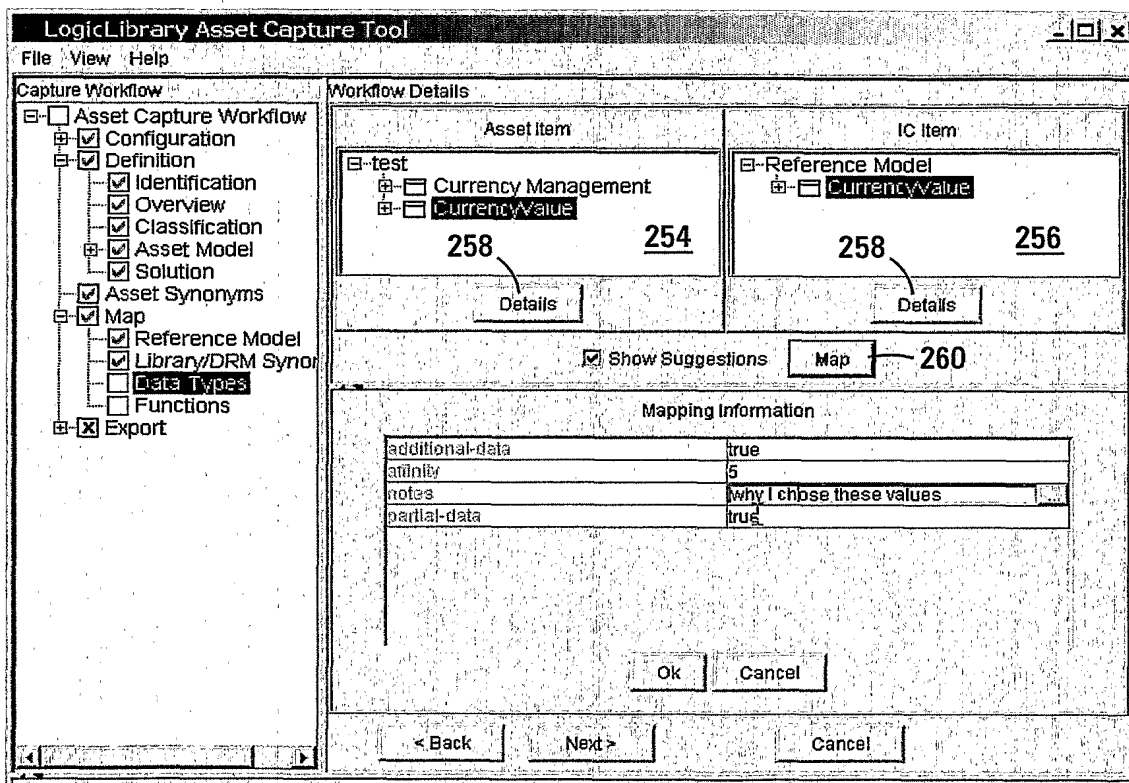 LogicLibrary Asset Capture Tool
File View Help
Capture Workflow
Asset Capture Workflow
Configuration
Definition
Identification
Overview
Classification
Asset Model
Solution
Asset Synonyms
Map
Reference Model
Library/DRM Synor
Data Types
Functions
Export
Workflow Details
Asset Item
test
Currency Management
CurrencyValue
258
254
Details
IC Item
Reference Model
CurrencyValue
258
256
Details
Show Suggestions
Map
260
Mapping Information
additional-data true
affinity 5
notes why I chose these values ...
partial-data true
Ok Cancel
< Back Next > Cancel